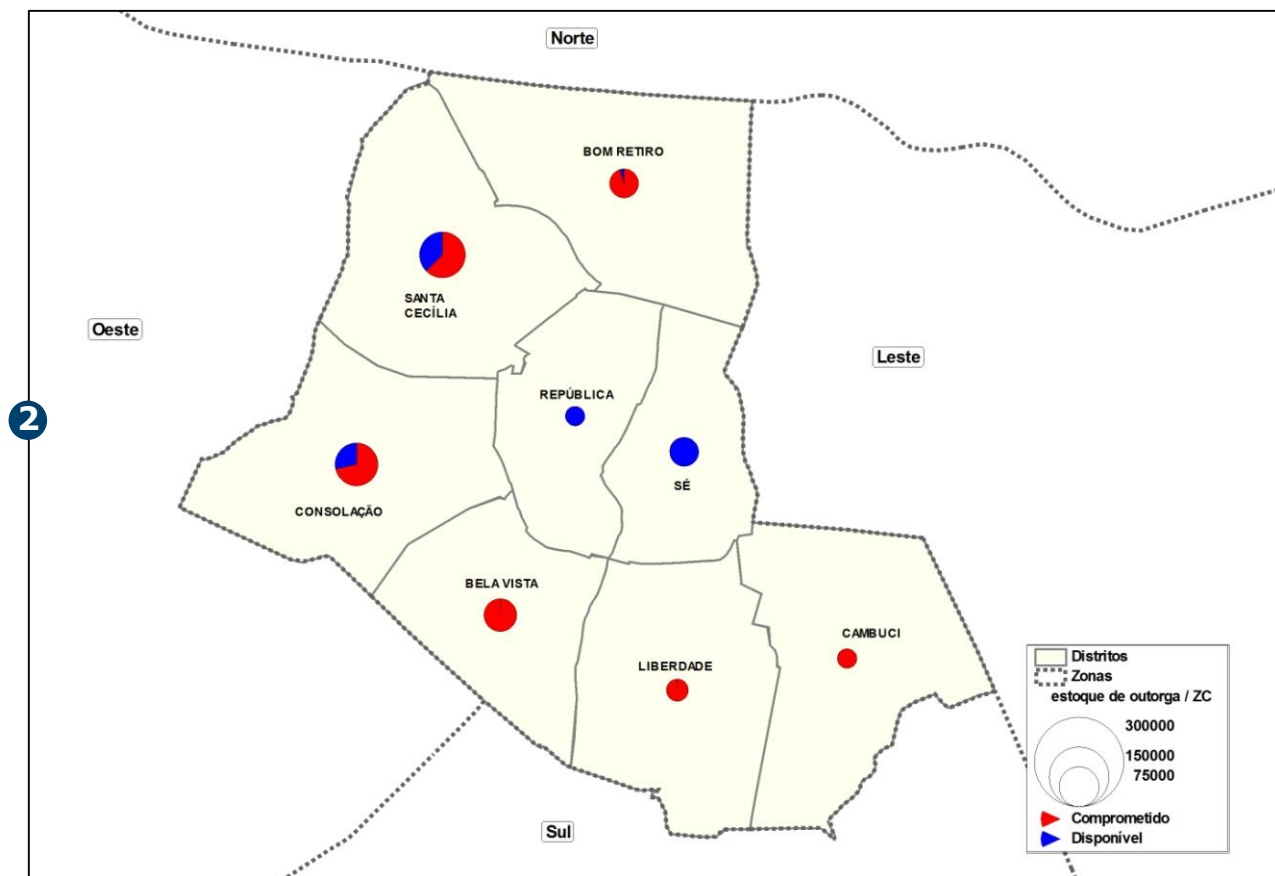 Norte
BOM RETIRO
SANTA
CECÍLIA
Oeste
Leste
REPÚBLICA
2
SÉ
CONSOLAÇÃO
BELA VISTA
CAMBUCI
LIBERDADE
Distritos
Zonas
estoque de outorga / ZC
300000
150000
75000
Comprometido
Disponível
Sul